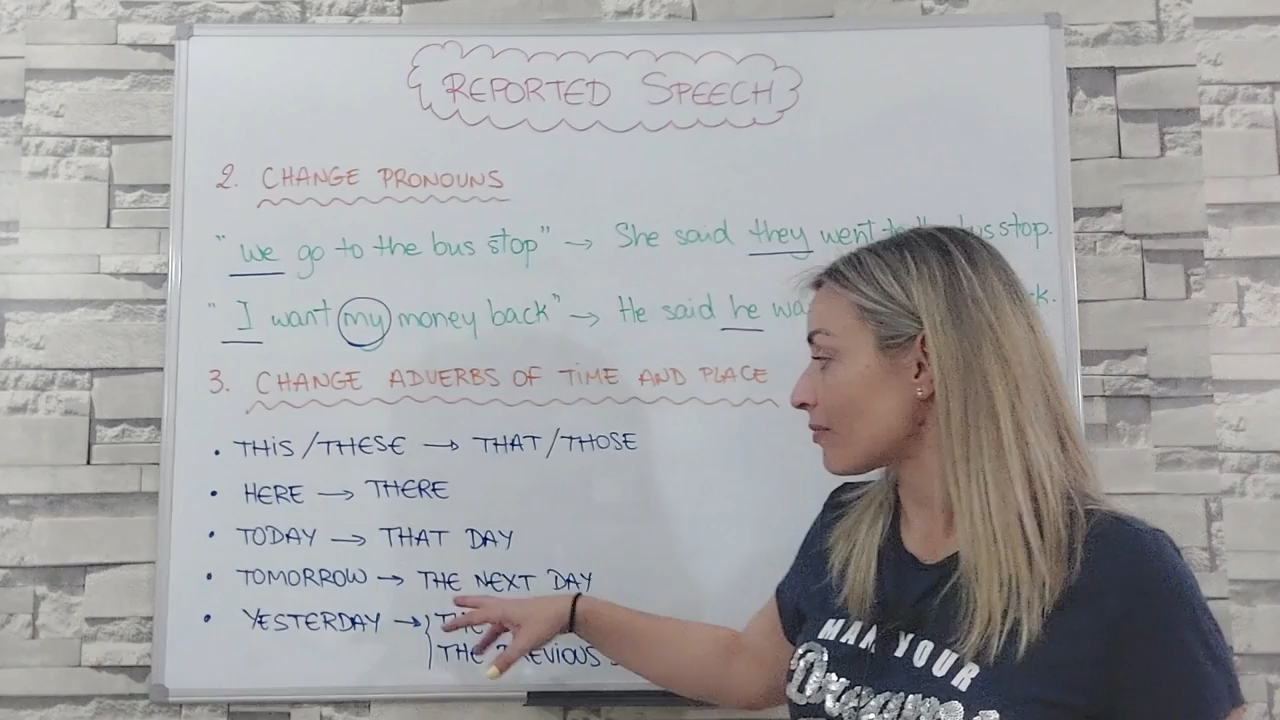 REPORTED SPEECH
2. CHANGE PRONOUNS
"we go to the bus stop" → She said they went to the bus stop.
"I want my money back" → He said he
3. CHANGE ADVERBS OF TIME AND PLACE
• THIS / THESE → THAT / THOSE
• HERE → THERE
• TODAY → THAT DAY
• TOMORROW → THE NEXT DAY
• YESTERDAY → THE
THE PREVIOUS
YOUR